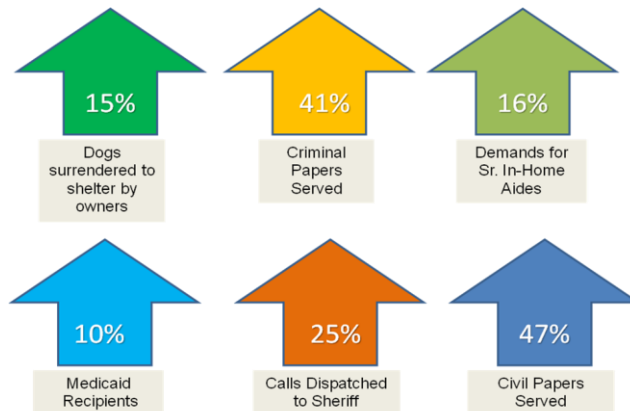 15%
Dogs
surrendered to
shelter by
owners
41%
Criminal
Papers
Served
16%
Demands for
Sr. In-Home
Aides
10%
Medicaid
Recipients
25%
Calls Dispatched
to Sheriff
47%
Civil Papers
Served